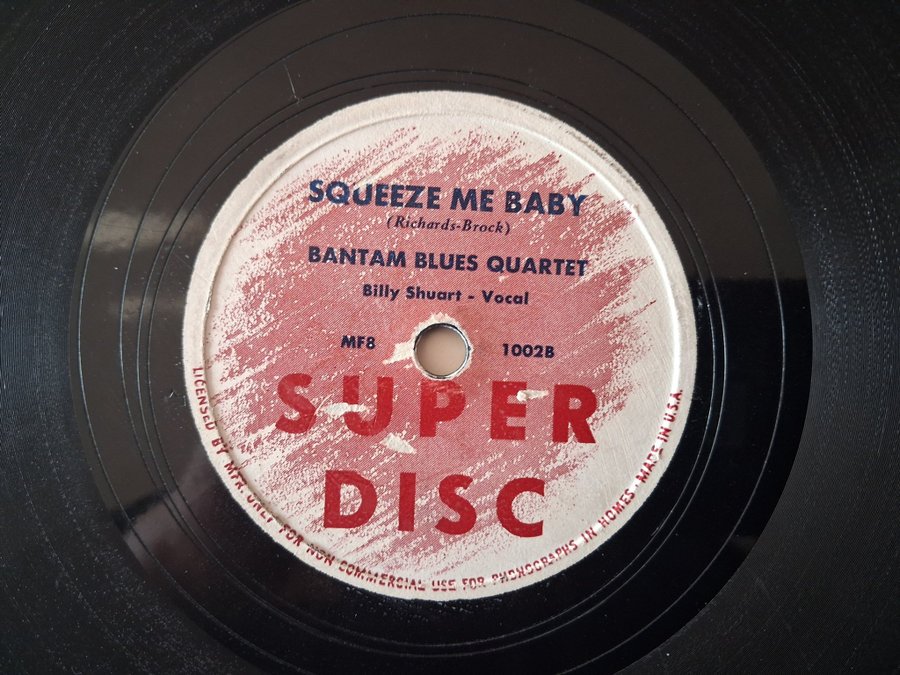 SQUEEZE ME BABY
(Richards-Brock)
BANTAM BLUES QUARTET
Billy Shuart - Vocal
MF8 1002B
SUPER
DISC
LICENSED BY MFR. ONLY FOR NON COMMERCIAL USE FOR PHONOGRAPHS IN HOMES · MADE IN U.S.A.